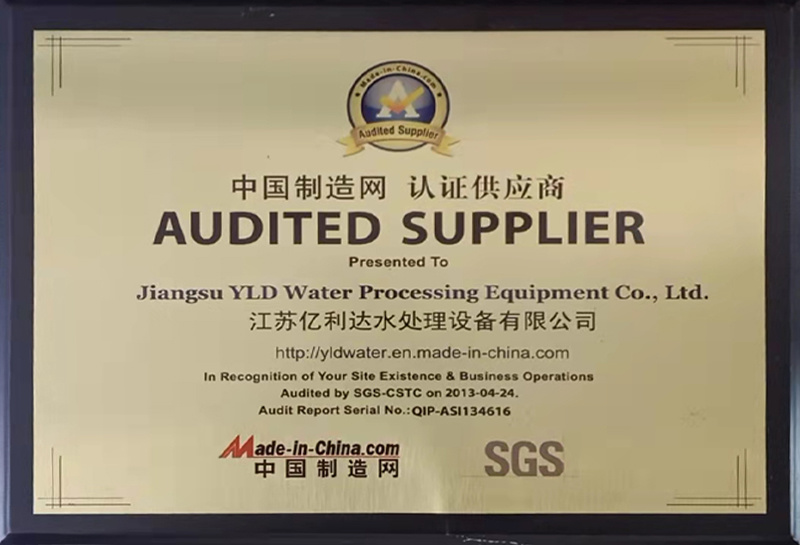 Made-in-China.com
Audited Supplier
中国制造网 认证供应商
AUDITED SUPPLIER
Presented To
Jiangsu YLD Water Processing Equipment Co., Ltd.
江苏亿利达水处理设备有限公司
http://yldwater.en.made-in-china.com
In Recognition of Your Site Existence & Business Operations
Audited by SGS-CSTC on 2013-04-24.
Audit Report Serial No.:QIP-ASI134616
Made-in-China.com
中国制造网
SGS